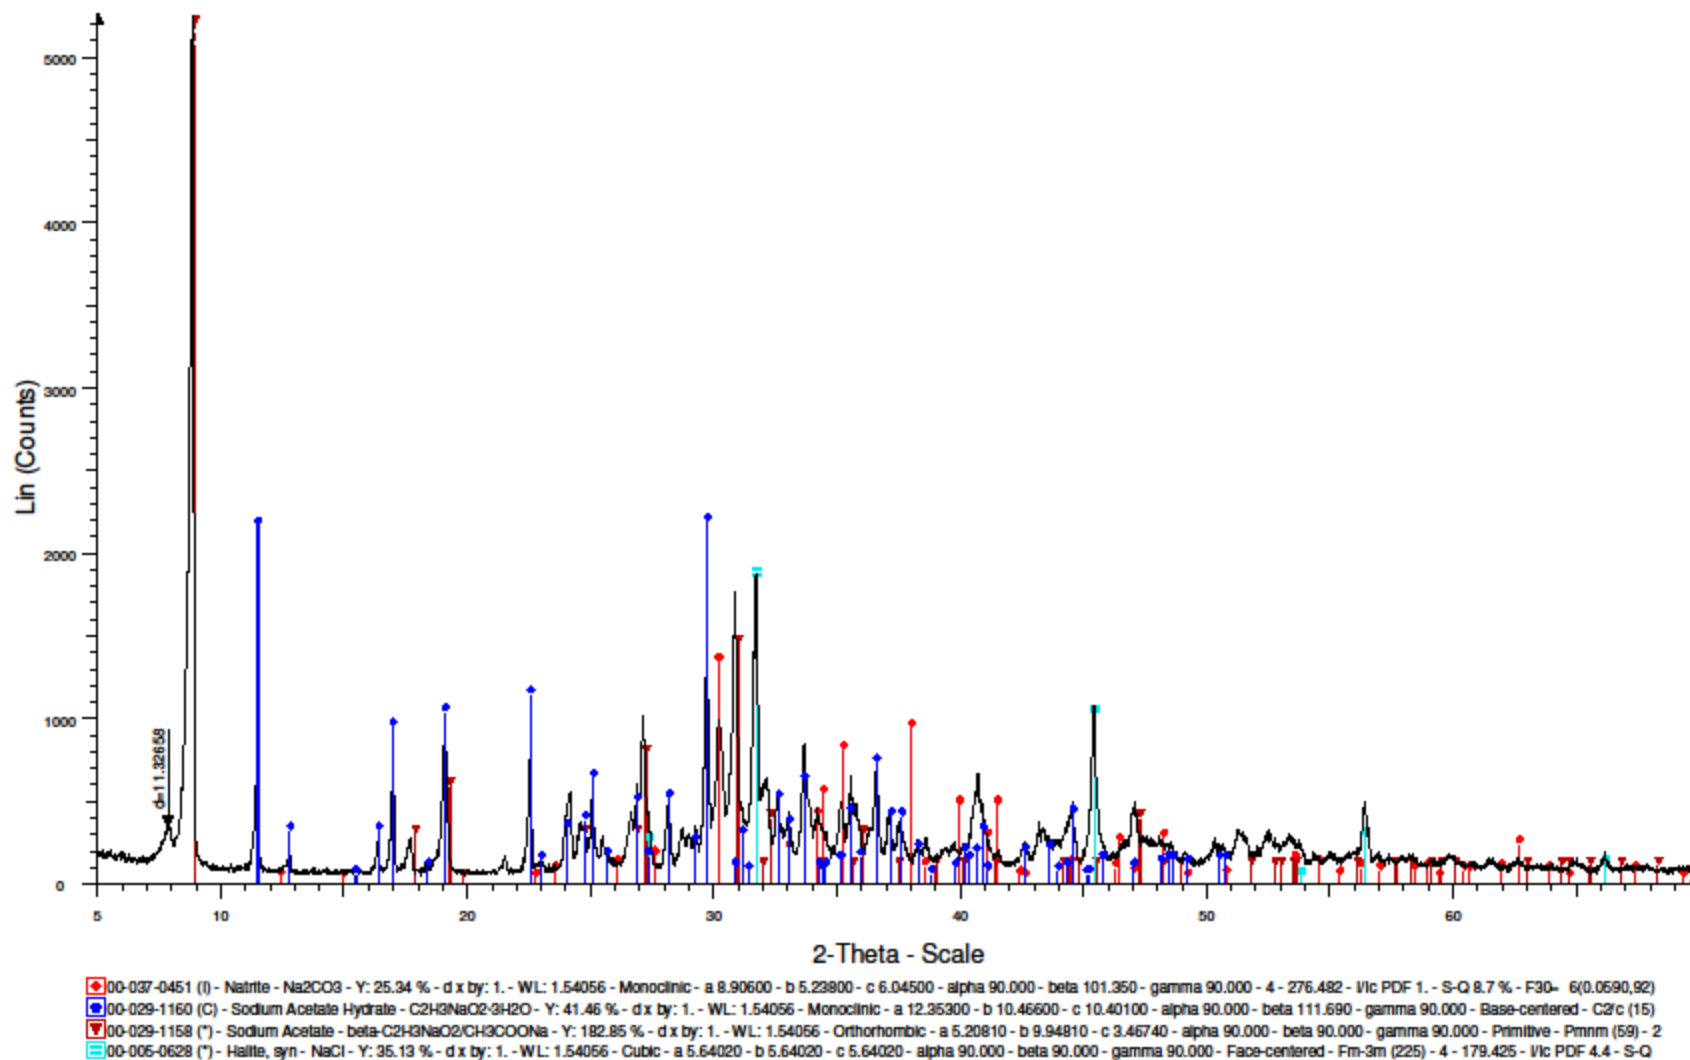 5000
4000
3000
2000
1000
0
Lin (Counts)
d=11.32658
5 10 20 30 40 50 60
2-Theta - Scale
00-037-0451 (I) - Natrite - Na2CO3 - Y: 25.34 % - d x by: 1. - WL: 1.54056 - Monoclinic - a 8.90600 - b 5.23800 - c 6.04500 - alpha 90.000 - beta 101.350 - gamma 90.000 - 4 - 276.482 - I/Ic PDF 1. - S-Q 8.7 % - F30= 6(0.0590,92)
00-029-1160 (C) - Sodium Acetate Hydrate - C2H3NaO2·3H2O - Y: 41.46 % - d x by: 1. - WL: 1.54056 - Monoclinic - a 12.35300 - b 10.46600 - c 10.40100 - alpha 90.000 - beta 111.690 - gamma 90.000 - Base-centered - C2/c (15)
00-029-1158 (*) - Sodium Acetate - beta-C2H3NaO2/CH3COONa - Y: 182.85 % - d x by: 1. - WL: 1.54056 - Orthorhombic - a 5.20810 - b 9.94810 - c 3.46740 - alpha 90.000 - beta 90.000 - gamma 90.000 - Primitive - Pmnm (59) - 2
00-005-0628 (*) - Halite, syn - NaCl - Y: 35.13 % - d x by: 1. - WL: 1.54056 - Cubic - a 5.64020 - b 5.64020 - c 5.64020 - alpha 90.000 - beta 90.000 - gamma 90.000 - Face-centered - Fm-3m (225) - 4 - 179.425 - I/Ic PDF 4.4 - S-Q